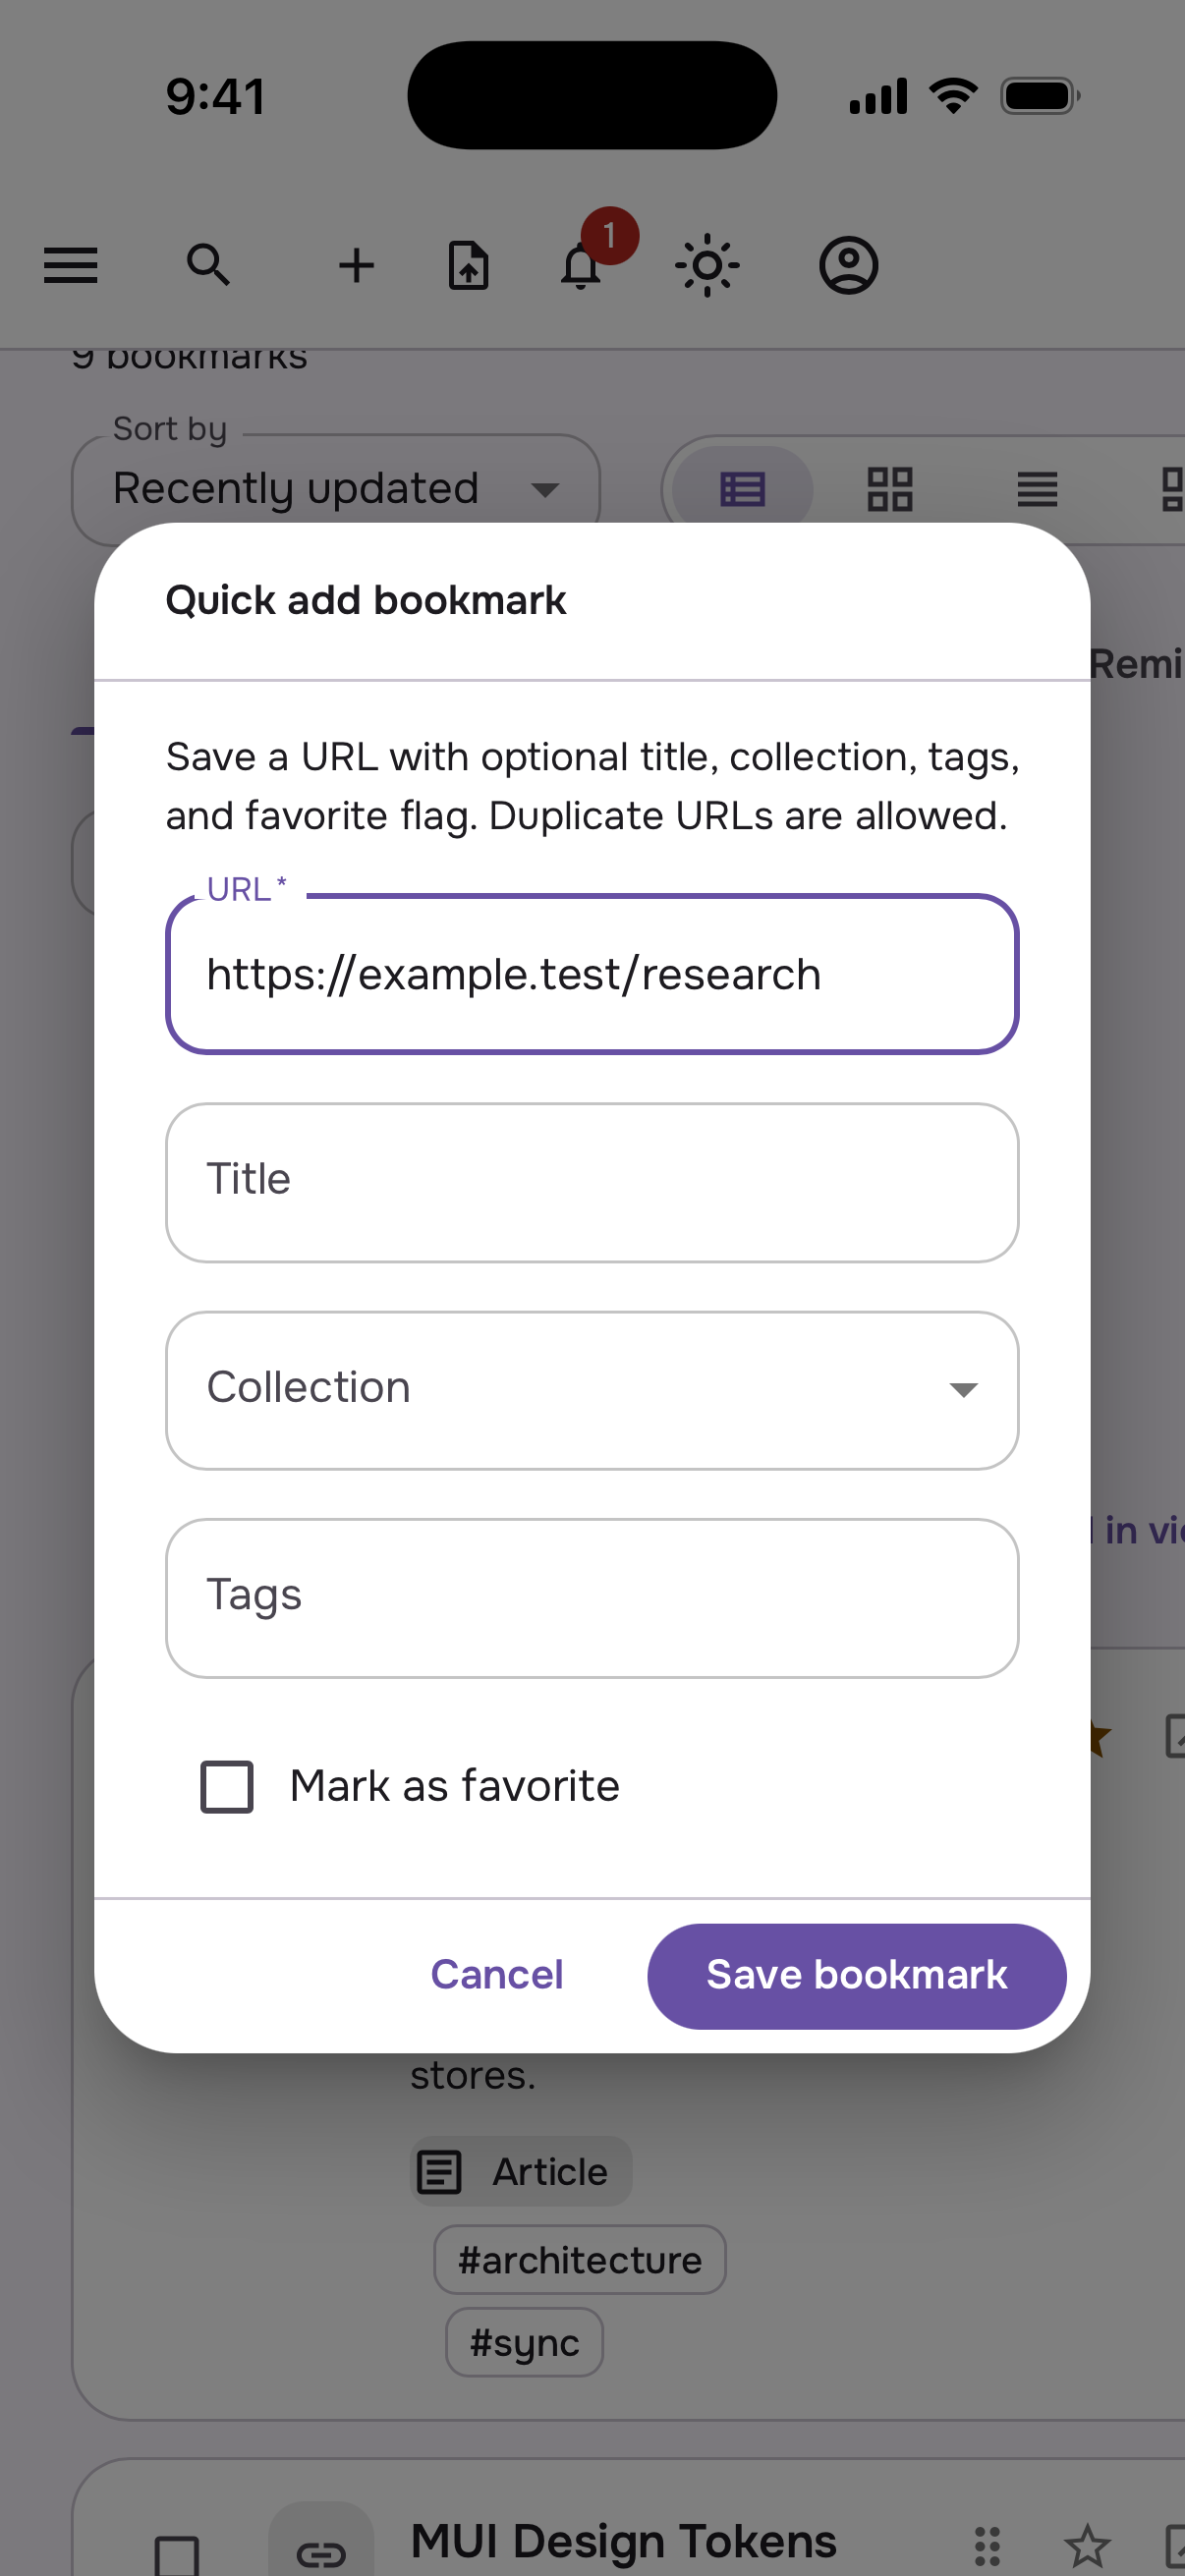 9:41
1
9 bookmarks
Sort by
Recently updated
Quick add bookmark
Save a URL with optional title, collection, tags,
and favorite flag. Duplicate URLs are allowed.
URL *
https://example.test/research
Title
Collection
Tags
Mark as favorite
Cancel
Save bookmark
in
stores.
Article
#architecture
#sync
MUI Design Tokens